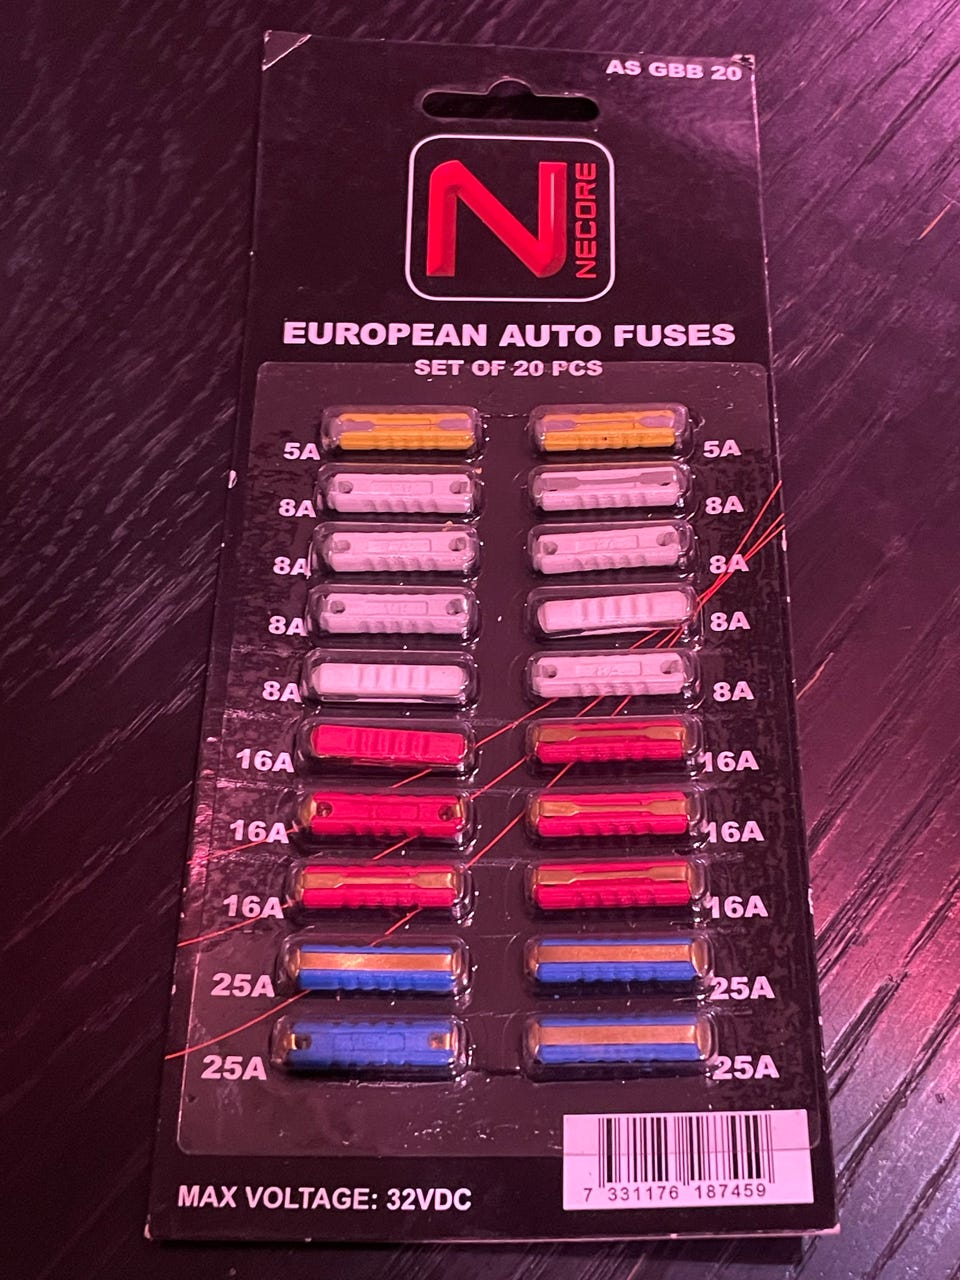 AS GBB 20
N
NECORE
EUROPEAN AUTO FUSES
SET OF 20 PCS
5A 5A
8A 8A
8A 8A
8A 8A
8A 8A
16A 16A
16A 16A
16A 16A
25A 25A
25A 25A
MAX VOLTAGE: 32VDC
7 331176 187459